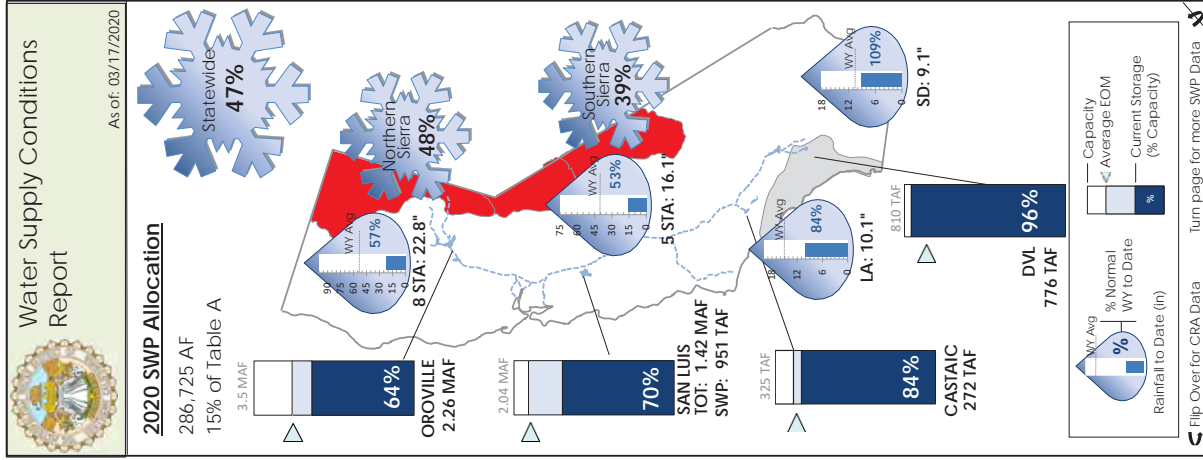 Water Supply Conditions
Report
As of: 03/17/2020
2020 SWP Allocation
286,725 AF
15% of Table A
Statewide
47%
Northern
Sierra
48%
Southern
Sierra
39%
3.5 MAF
64%
OROVILLE
2.26 MAF
90
75
60
45
30
15
0
WY Avg
57%
8 STA: 22.8"
75
60
45
30
15
0
WY Avg
53%
5 STA: 16.1"
2.04 MAF
70%
SAN LUIS
TOT: 1.42 MAF
SWP: 951 TAF
18
12
6
0
WY Avg
84%
LA: 10.1"
18
12
6
0
WY Avg
109%
SD: 9.1"
325 TAF
84%
CASTAIC
272 TAF
810 TAF
96%
DVL
776 TAF
WY Avg
%
% Normal
WY to Date
Rainfall to Date (in)
%
Capacity
Average EOM
Current Storage
(% Capacity)
Flip Over for CRA Data
Turn page for more SWP Data